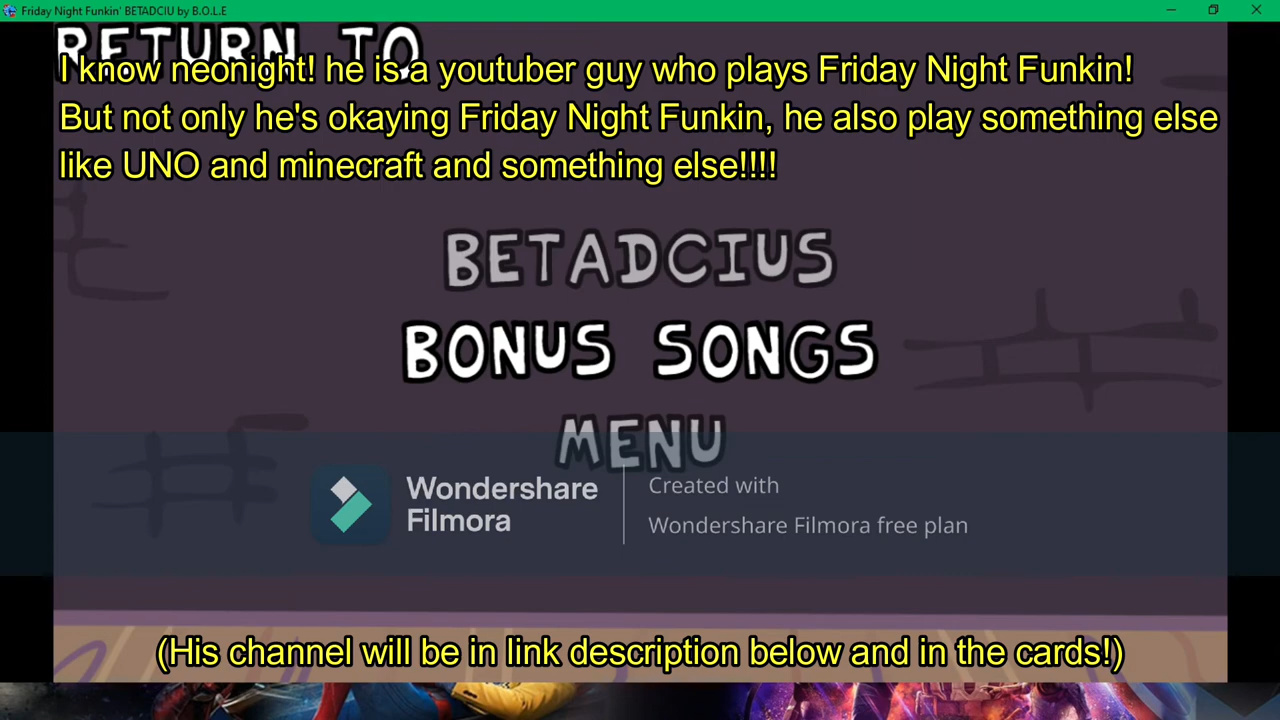 Friday Night Funkin' BETADCIU by B.O.L.E
RETURN TO
I know neonight! he is a youtuber guy who plays Friday Night Funkin!
But not only he's okaying Friday Night Funkin, he also play something else
like UNO and minecraft and something else!!!!
BETADCIUS
BONUS SONGS
MENU
Wondershare
Filmora
Created with
Wondershare Filmora free plan
(His channel will be in link description below and in the cards!)